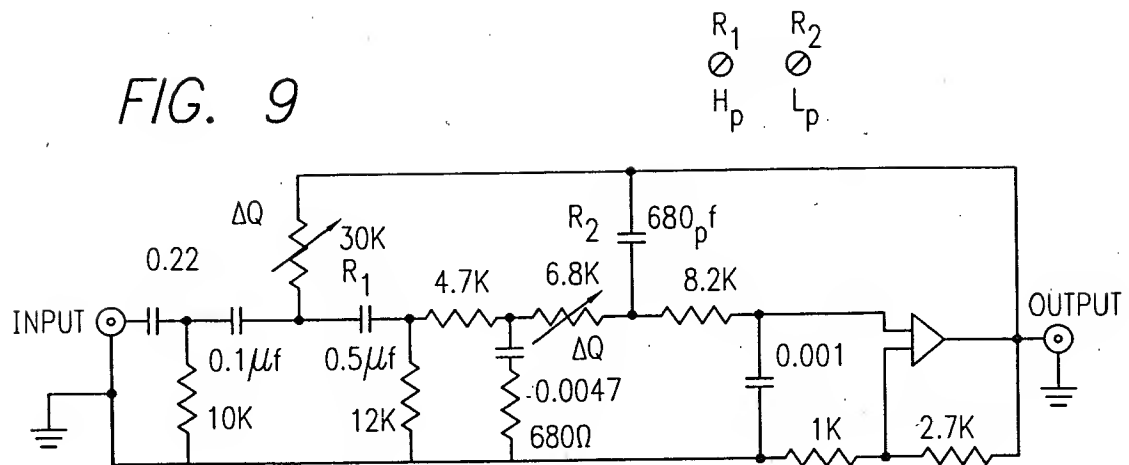 R1 R2
Hp Lp
FIG. 9
ΔQ
30K
R1
0.22
4.7K
R2
6.8K
680pf
8.2K
INPUT
OUTPUT
0.1μf
0.5μf
ΔQ
0.0047
0.001
10K
12K
680Ω
1K
2.7K